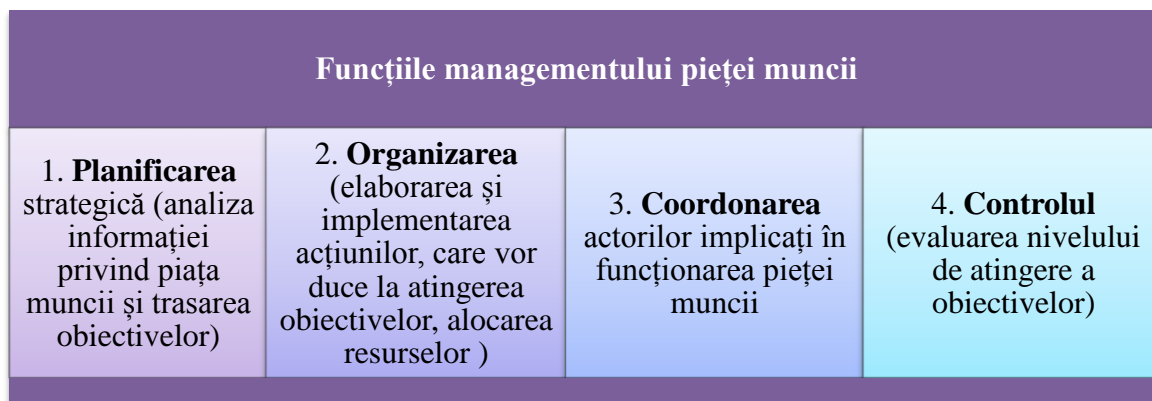 Funcțiile managementului pieței muncii
1. Planificarea
strategică (analiza
informației
privind piața
muncii și trasarea
obiectivelor)
2. Organizarea
(elaborarea și
implementarea
acțiunilor, care vor
duce la atingerea
obiectivelor, alocarea
resurselor )
3. Coordonarea
actorilor implicați în
funcționarea pieței
muncii
4. Controlul
(evaluarea nivelului
de atingere a
obiectivelor)